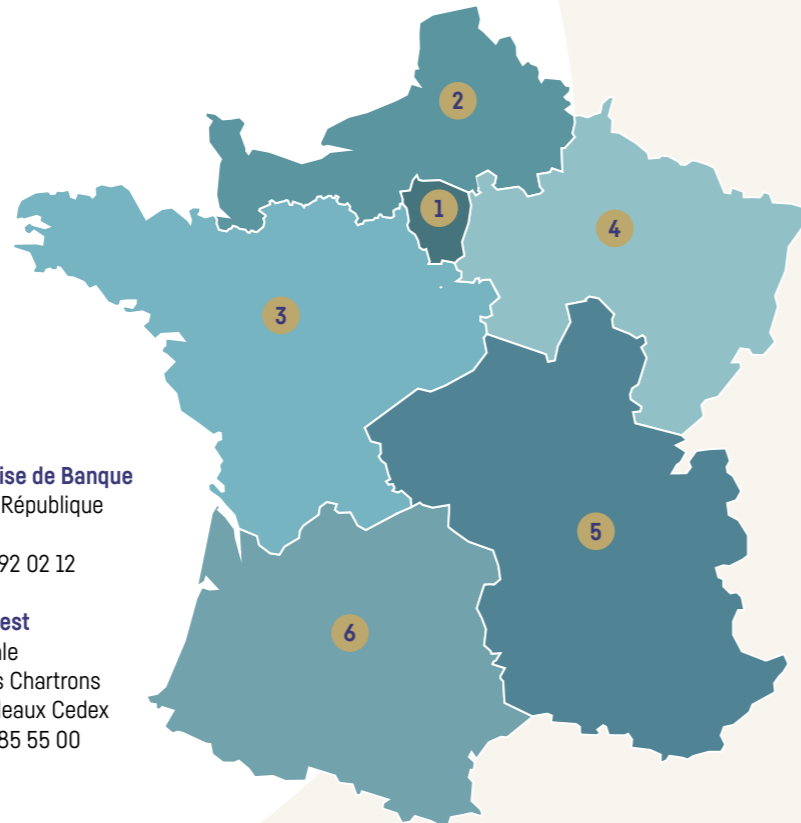 2
1
4
3
5
6
ise de Banque
République
92 02 12
est
ale
s Chartrons
eaux Cedex
85 55 00